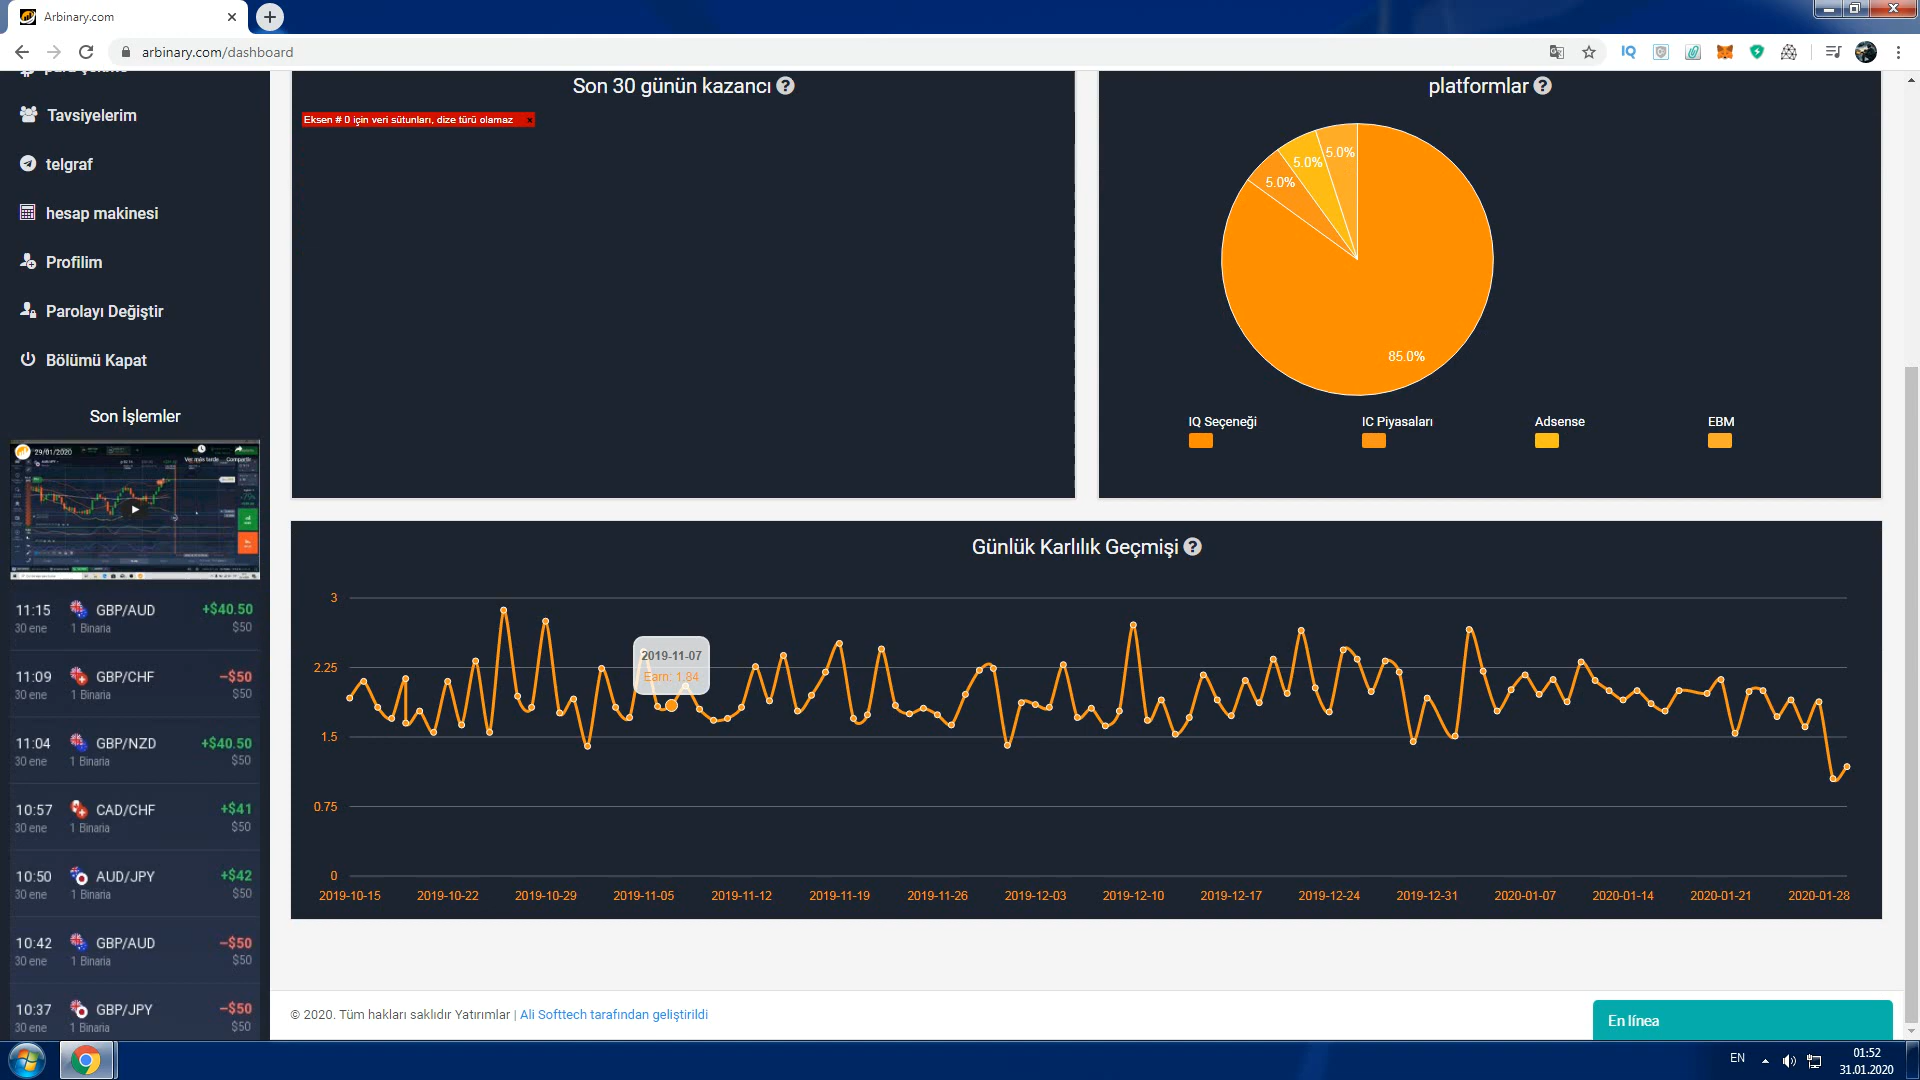 Arbinary.com
arbinary.com/dashboard
IQ
Tavsiyelerim
telgraf
hesap makinesi
Profilim
Parolayı Değiştir
Bölümü Kapat
Son İşlemler
29/01/2020
Ver más tarde
Compartir
11:15 GBP/AUD +$40.50
30 ene 1 Binaria $50
11:09 GBP/CHF –$50
30 ene 1 Binaria $50
11:04 GBP/NZD +$40.50
30 ene 1 Binaria $50
10:57 CAD/CHF +$41
30 ene 1 Binaria $50
10:50 AUD/JPY +$42
30 ene 1 Binaria $50
10:42 GBP/AUD –$50
30 ene 1 Binaria $50
10:37 GBP/JPY –$50
30 ene 1 Binaria $50
Son 30 günün kazancı ?
Eksen # 0 için veri sütunları, dize türü olamaz x
platformlar ?
5.0%
5.0%
5.0%
85.0%
IQ Seçeneği
IC Piyasaları
Adsense
EBM
Günlük Karlılık Geçmişi ?
3
2.25
1.5
0.75
0
2019-11-07
Earn: 1.84
2019-10-15 2019-10-22 2019-10-29 2019-11-05 2019-11-12 2019-11-19 2019-11-26 2019-12-03 2019-12-10 2019-12-17 2019-12-24 2019-12-31 2020-01-07 2020-01-14 2020-01-21 2020-01-28
© 2020. Tüm hakları saklıdır Yatırımlar | Ali Softtech tarafından geliştirildi
En línea
EN
01:52
31.01.2020